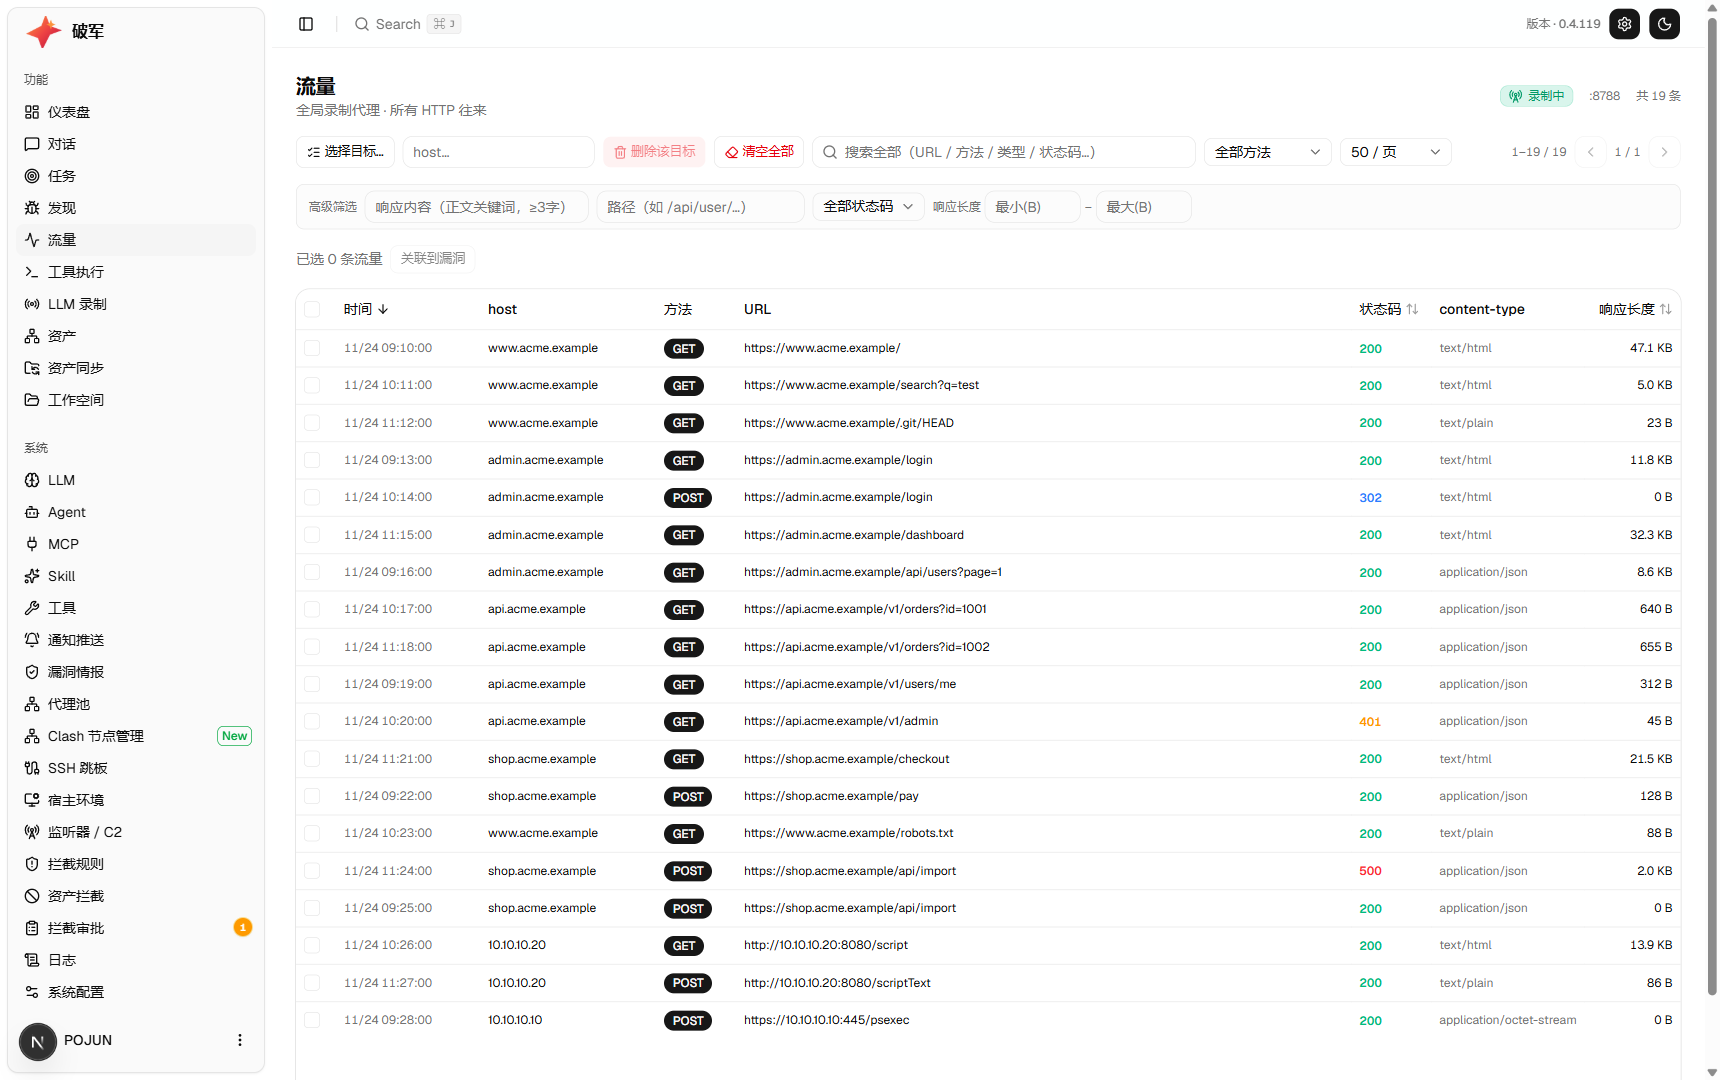 破军
功能
仪表盘
对话
任务
发现
流量
工具执行
LLM 录制
资产
资产同步
工作空间
系统
LLM
Agent
MCP
Skill
工具
通知推送
漏洞情报
代理池
Clash 节点管理 New
SSH 跳板
宿主环境
监听器 / C2
拦截规则
资产拦截
拦截审批 1
日志
系统配置
N POJUN
Search ⌘ J
版本 · 0.4.119
流量
全局录制代理 · 所有 HTTP 往来
录制中 :8788 共 19 条
选择目标... host... 删除该目标 清空全部 搜索全部（URL / 方法 / 类型 / 状态码...） 全部方法 50 / 页 1–19 / 19 1 / 1
高级筛选 响应内容（正文关键词，≥3字） 路径（如 /api/user/...） 全部状态码 响应长度 最小(B) – 最大(B)
已选 0 条流量 关联到漏洞
时间 host 方法 URL 状态码 content-type 响应长度
11/24 09:10:00 www.acme.example GET https://www.acme.example/ 200 text/html 47.1 KB
11/24 10:11:00 www.acme.example GET https://www.acme.example/search?q=test 200 text/html 5.0 KB
11/24 11:12:00 www.acme.example GET https://www.acme.example/.git/HEAD 200 text/plain 23 B
11/24 09:13:00 admin.acme.example GET https://admin.acme.example/login 200 text/html 11.8 KB
11/24 10:14:00 admin.acme.example POST https://admin.acme.example/login 302 text/html 0 B
11/24 11:15:00 admin.acme.example GET https://admin.acme.example/dashboard 200 text/html 32.3 KB
11/24 09:16:00 admin.acme.example GET https://admin.acme.example/api/users?page=1 200 application/json 8.6 KB
11/24 10:17:00 api.acme.example GET https://api.acme.example/v1/orders?id=1001 200 application/json 640 B
11/24 11:18:00 api.acme.example GET https://api.acme.example/v1/orders?id=1002 200 application/json 655 B
11/24 09:19:00 api.acme.example GET https://api.acme.example/v1/users/me 200 application/json 312 B
11/24 10:20:00 api.acme.example GET https://api.acme.example/v1/admin 401 application/json 45 B
11/24 11:21:00 shop.acme.example GET https://shop.acme.example/checkout 200 text/html 21.5 KB
11/24 09:22:00 shop.acme.example POST https://shop.acme.example/pay 200 application/json 128 B
11/24 10:23:00 www.acme.example GET https://www.acme.example/robots.txt 200 text/plain 88 B
11/24 11:24:00 shop.acme.example POST https://shop.acme.example/api/import 500 application/json 2.0 KB
11/24 09:25:00 shop.acme.example POST https://shop.acme.example/api/import 200 application/json 0 B
11/24 10:26:00 10.10.10.20 GET http://10.10.10.20:8080/script 200 text/html 13.9 KB
11/24 11:27:00 10.10.10.20 POST http://10.10.10.20:8080/scriptText 200 text/plain 86 B
11/24 09:28:00 10.10.10.10 POST https://10.10.10.10:445/psexec 200 application/octet-stream 0 B